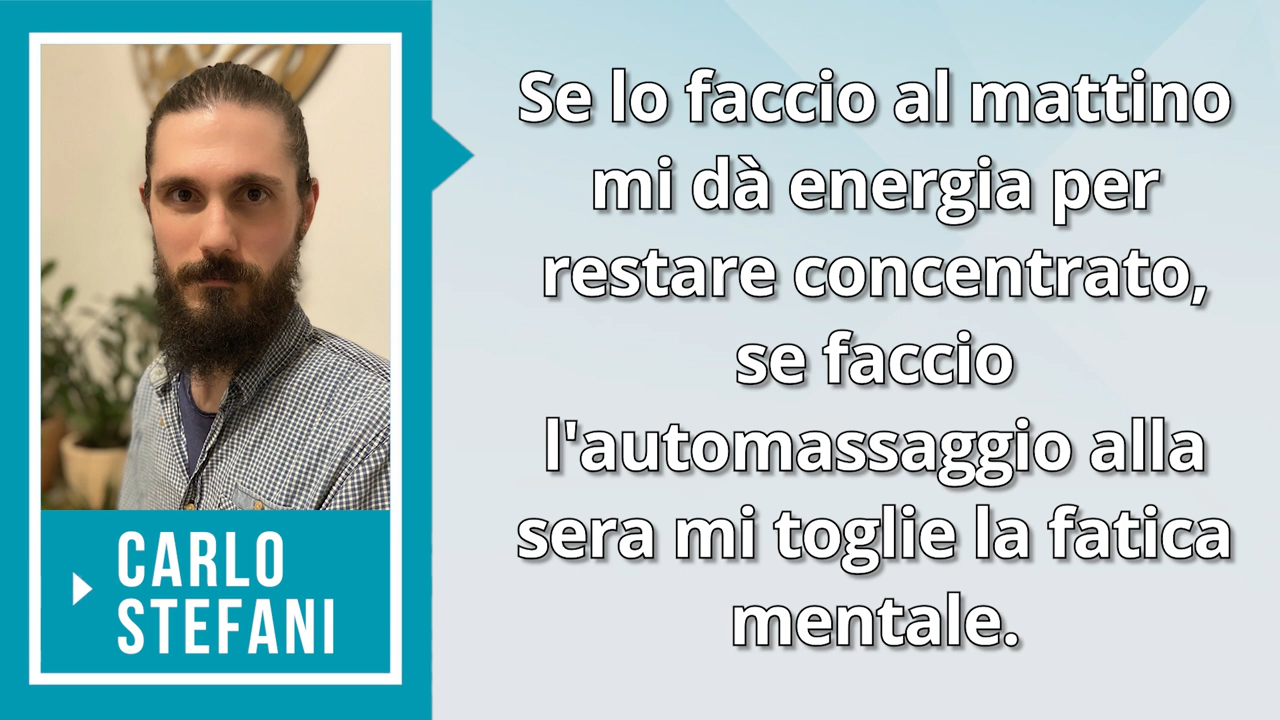 CARLO
STEFANI
Se lo faccio al mattino
mi dà energia per
restare concentrato,
se faccio
l'automassaggio alla
sera mi toglie la fatica
mentale.